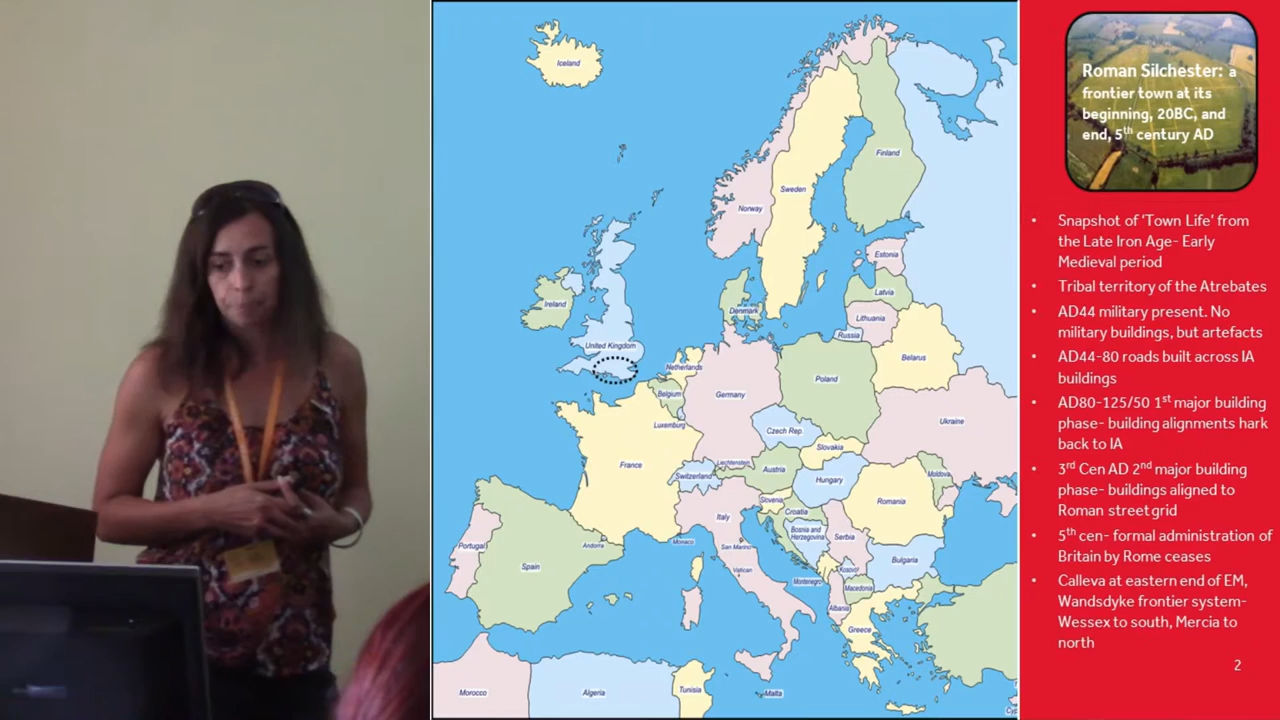 Iceland
Finland
Sweden
Norway
Estonia
Latvia
Denmark
Lithuania
Russia
Ireland
United Kingdom
Netherlands
Belarus
Poland
Germany
Belgium
Luxemburg
Ukraine
Czech Rep.
Slovakia
France
Liechtenstein
Switzerland
Austria
Hungary
Moldova
Slovenia
Romania
Italy
Croatia
Bosnia and
Herzegovina
Serbia
Portugal
Spain
Andorra
Monaco
San Marino
Vatican
Bulgaria
Kosovo
Montenegro
Macedonia
Albania
Greece
Morocco
Algeria
Tunisia
Malta
Roman Silchester: a
frontier town at its
beginning, 20BC, and
end, 5th century AD
• Snapshot of ‘Town Life’ from
the Late Iron Age- Early
Medieval period
• Tribal territory of the Atrebates
• AD44 military present. No
military buildings, but artefacts
• AD44-80 roads built across IA
buildings
• AD80-125/50 1st major building
phase- building alignments hark
back to IA
• 3rd Cen AD 2nd major building
phase- buildings aligned to
Roman streetgrid
• 5th cen- formal administration of
Britain by Rome ceases
• Calleva at eastern end of EM,
Wandsdyke frontier system-
Wessex to south, Mercia to
north
2